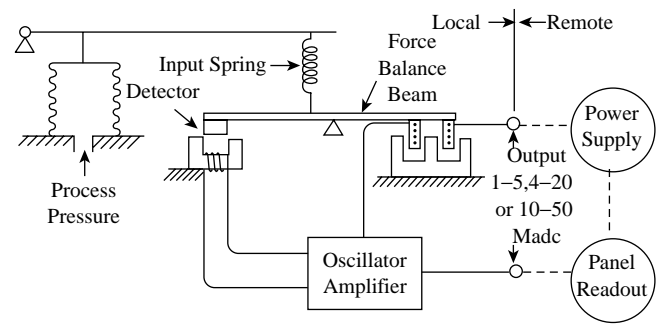 Local
Remote
Force
Balance
Beam
Input Spring
Detector
Power
Supply
Process
Pressure
Output
1–5,4–20
or 10–50
Madc
Oscillator
Amplifier
Panel
Readout